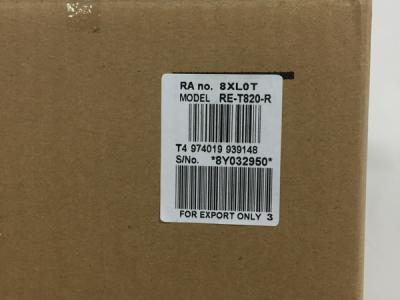 RA no. 8XL0T
MODEL RE-T820-R
T4 974019 939148
S/No. *8Y032950*
FOR EXPORT ONLY 3